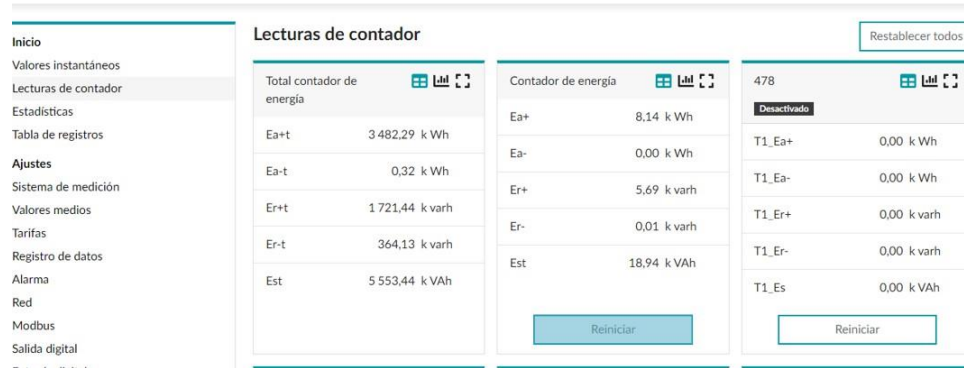 Inicio
Valores instantáneos
Lecturas de contador
Estadísticas
Tabla de registros
Ajustes
Sistema de medición
Valores medios
Tarifas
Registro de datos
Alarma
Red
Modbus
Salida digital
Lecturas de contador
Restablecer todos
Total contador de
energía
Ea+t 3 482,29 k Wh
Ea-t 0,32 k Wh
Er+t 1 721,44 k varh
Er-t 364,13 k varh
Est 5 553,44 k VAh
Contador de energía
Ea+ 8,14 k Wh
Ea- 0,00 k Wh
Er+ 5,69 k varh
Er- 0,01 k varh
Est 18,94 k VAh
Reiniciar
478
Desactivado
T1_Ea+ 0,00 k Wh
T1_Ea- 0,00 k Wh
T1_Er+ 0,00 k varh
T1_Er- 0,00 k varh
T1_Es 0,00 k VAh
Reiniciar